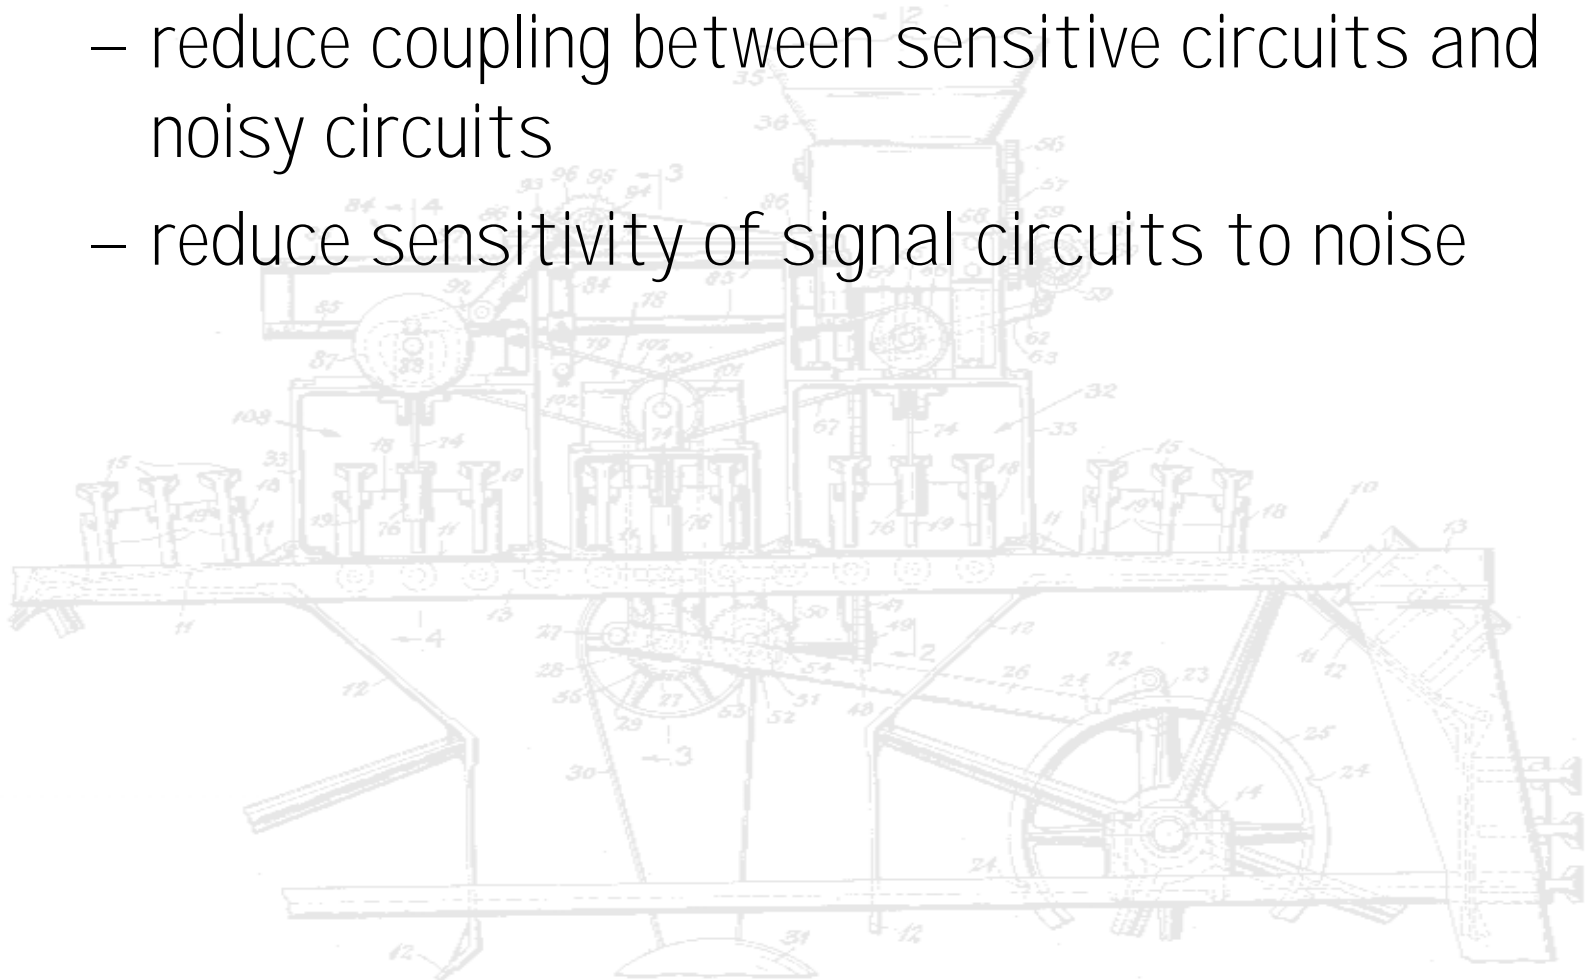 – reduce coupling between sensitive circuits and
noisy circuits
– reduce sensitivity of signal circuits to noise